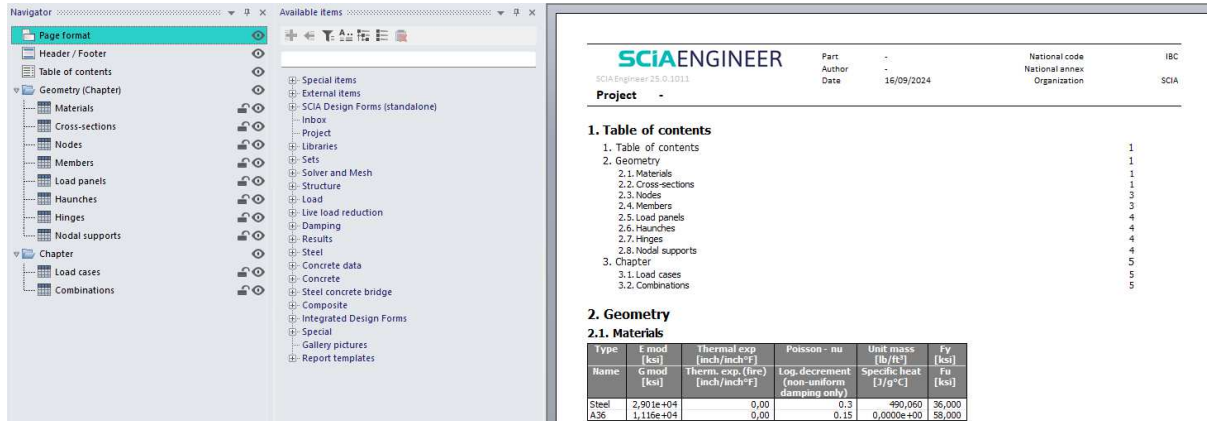 Navigator
Page format
Header / Footer
Table of contents
Geometry (Chapter)
Materials
Cross-sections
Nodes
Members
Load panels
Haunches
Hinges
Nodal supports
Chapter
Load cases
Combinations
Available items
Special items
External items
SCIA Design Forms (standalone)
Inbox
Project
Libraries
Sets
Solver and Mesh
Structure
Load
Live load reduction
Damping
Results
Steel
Concrete data
Concrete
Steel concrete bridge
Composite
Integrated Design Forms
Special
Gallery pictures
Report templates
SCiAENGINEER
SCIA Engineer 25.0.1011
Project -
Part -
Author -
Date 16/09/2024
National code IBC
National annex
Organization SCIA
1. Table of contents
1. Table of contents 1
2. Geometry 1
2.1. Materials 1
2.2. Cross-sections 1
2.3. Nodes 3
2.4. Members 3
2.5. Load panels 4
2.6. Haunches 4
2.7. Hinges 4
2.8. Nodal supports 4
3. Chapter 5
3.1. Load cases 5
3.2. Combinations 5
2. Geometry
2.1. Materials
Type E mod Thermal exp Poisson - nu Unit mass Fy
[ksi] [inch/inch°F] [lb/ft³] [ksi]
Name G mod Therm. exp. (fire) Log. decrement Specific heat Fu
[ksi] [inch/inch°F] (non-uniform [J/g°C] [ksi]
damping only)
Steel 2,901e+04 0,00 0.3 490,060 36,000
A36 1,116e+04 0,00 0.15 0,0000e+00 58,000